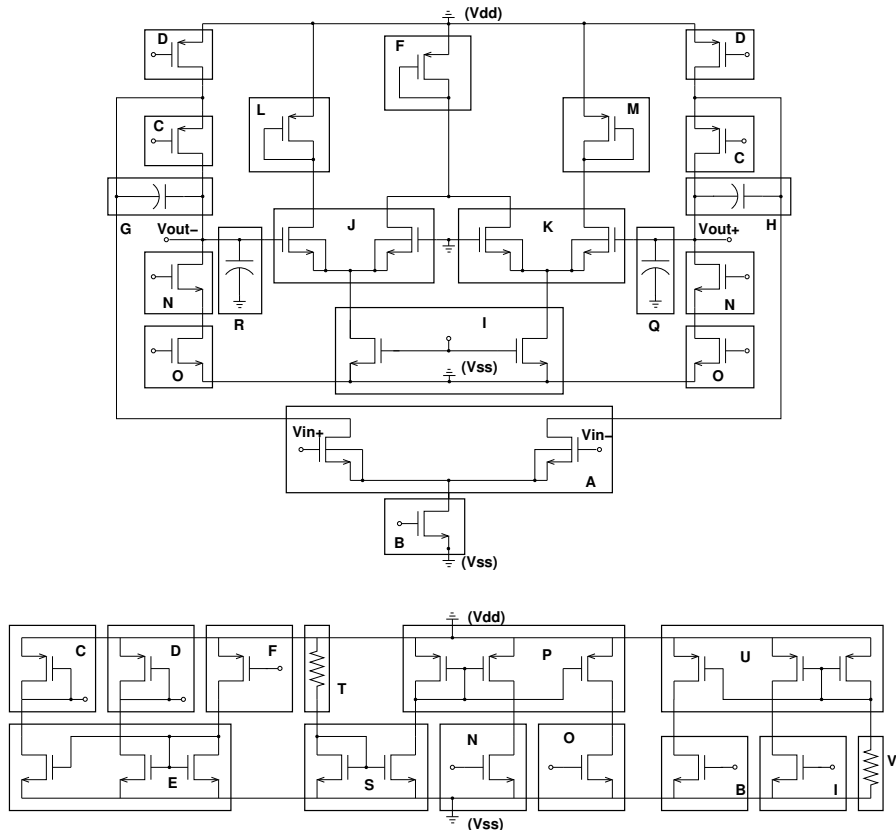 (Vdd)
D
F
D
L
M
C
C
J
K
G
Vout−
Vout+
H
N
R
I
Q
N
(Vss)
O
O
Vin+
Vin−
A
B
(Vss)
(Vdd)
C
D
F
P
U
T
N
O
V
E
S
B
I
(Vss)